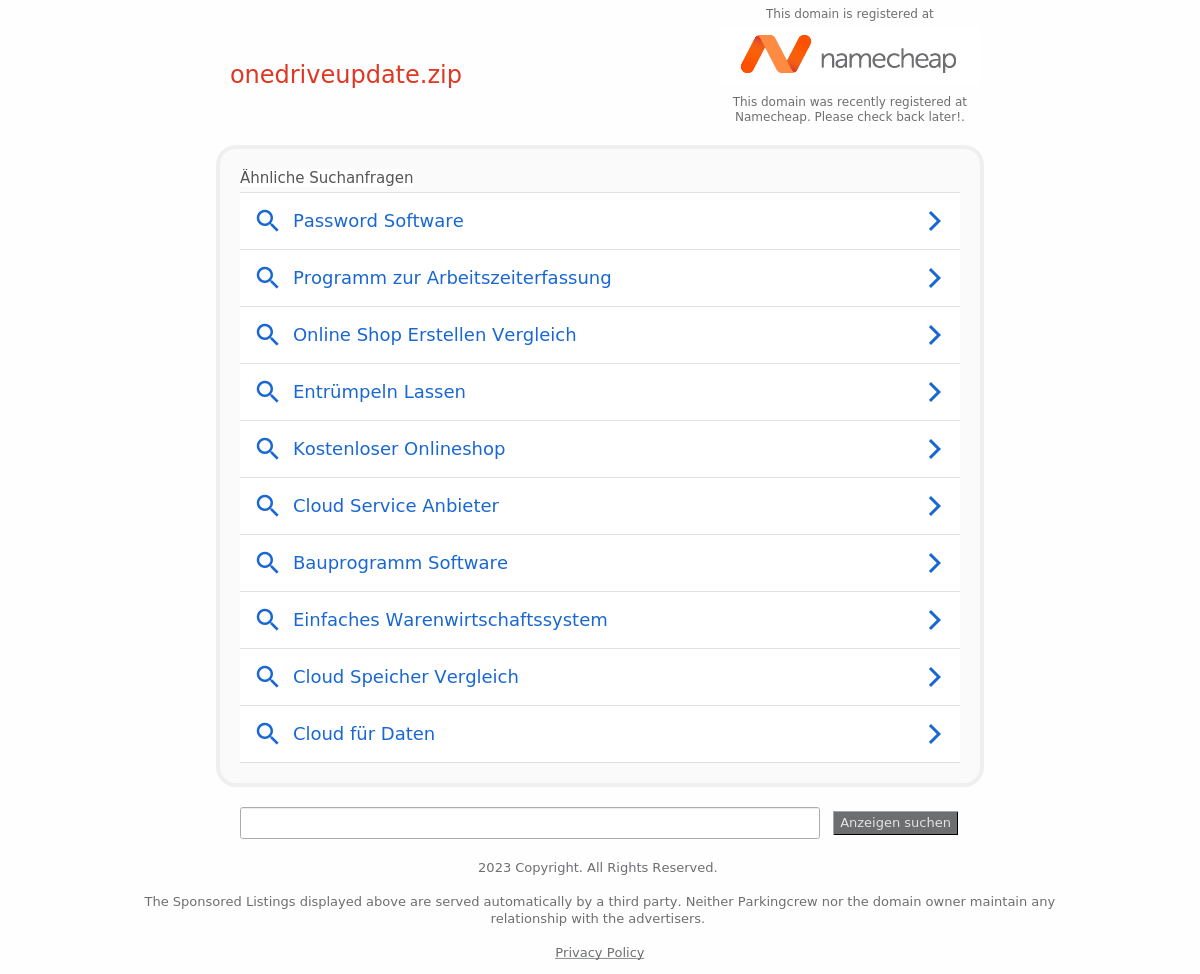 This domain is registered at
namecheap
onedriveupdate.zip
This domain was recently registered at
Namecheap. Please check back later!.
Ähnliche Suchanfragen
Password Software
Programm zur Arbeitszeiterfassung
Online Shop Erstellen Vergleich
Entrümpeln Lassen
Kostenloser Onlineshop
Cloud Service Anbieter
Bauprogramm Software
Einfaches Warenwirtschaftssystem
Cloud Speicher Vergleich
Cloud für Daten
Anzeigen suchen
2023 Copyright. All Rights Reserved.
The Sponsored Listings displayed above are served automatically by a third party. Neither Parkingcrew nor the domain owner maintain any
relationship with the advertisers.
Privacy Policy